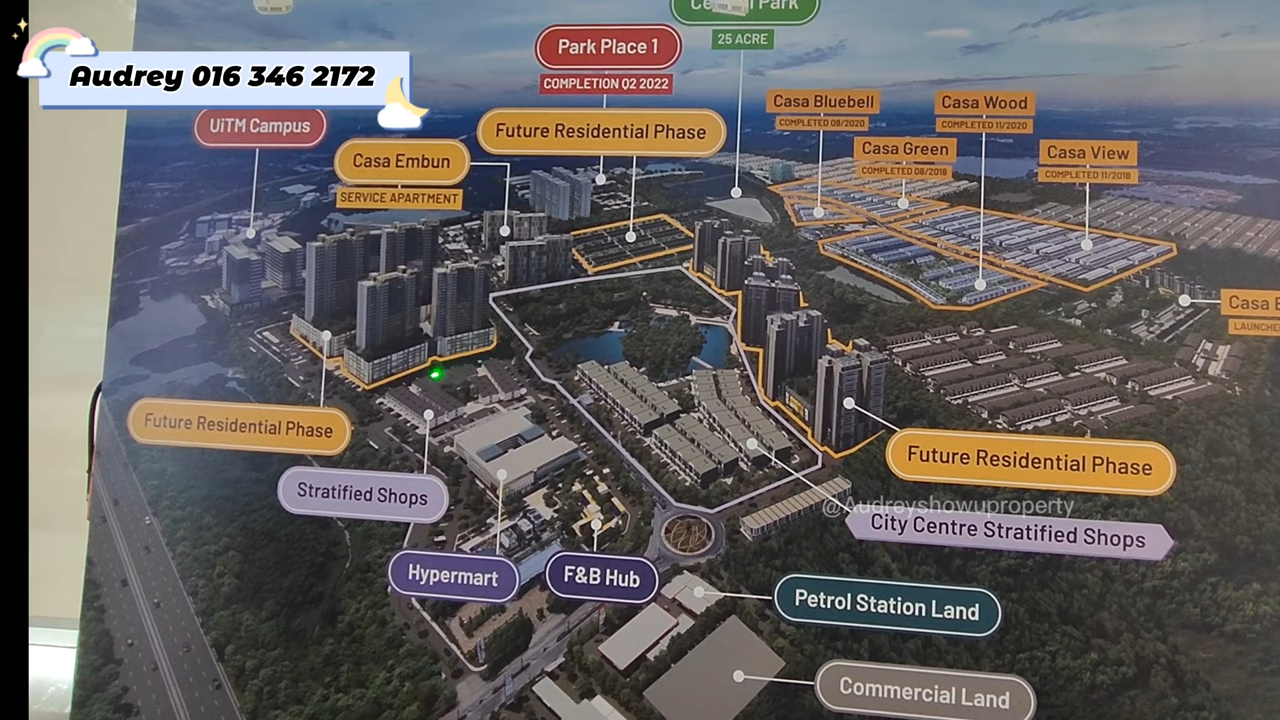 Audrey 016 346 2172
Park
25 ACRE
Park Place 1
COMPLETION Q2 2022
UiTM Campus
Future Residential Phase
Casa Embun
SERVICE APARTMENT
Casa Bluebell
COMPLETED 09/2020
Casa Wood
COMPLETED 11/2020
Casa Green
COMPLETED 08/2018
Casa View
COMPLETED 11/2018
Casa
Future Residential Phase
Stratified Shops
Future Residential Phase
@Audreyshowuproperty
City Centre Stratified Shops
Hypermart
F&B Hub
Petrol Station Land
Commercial Land